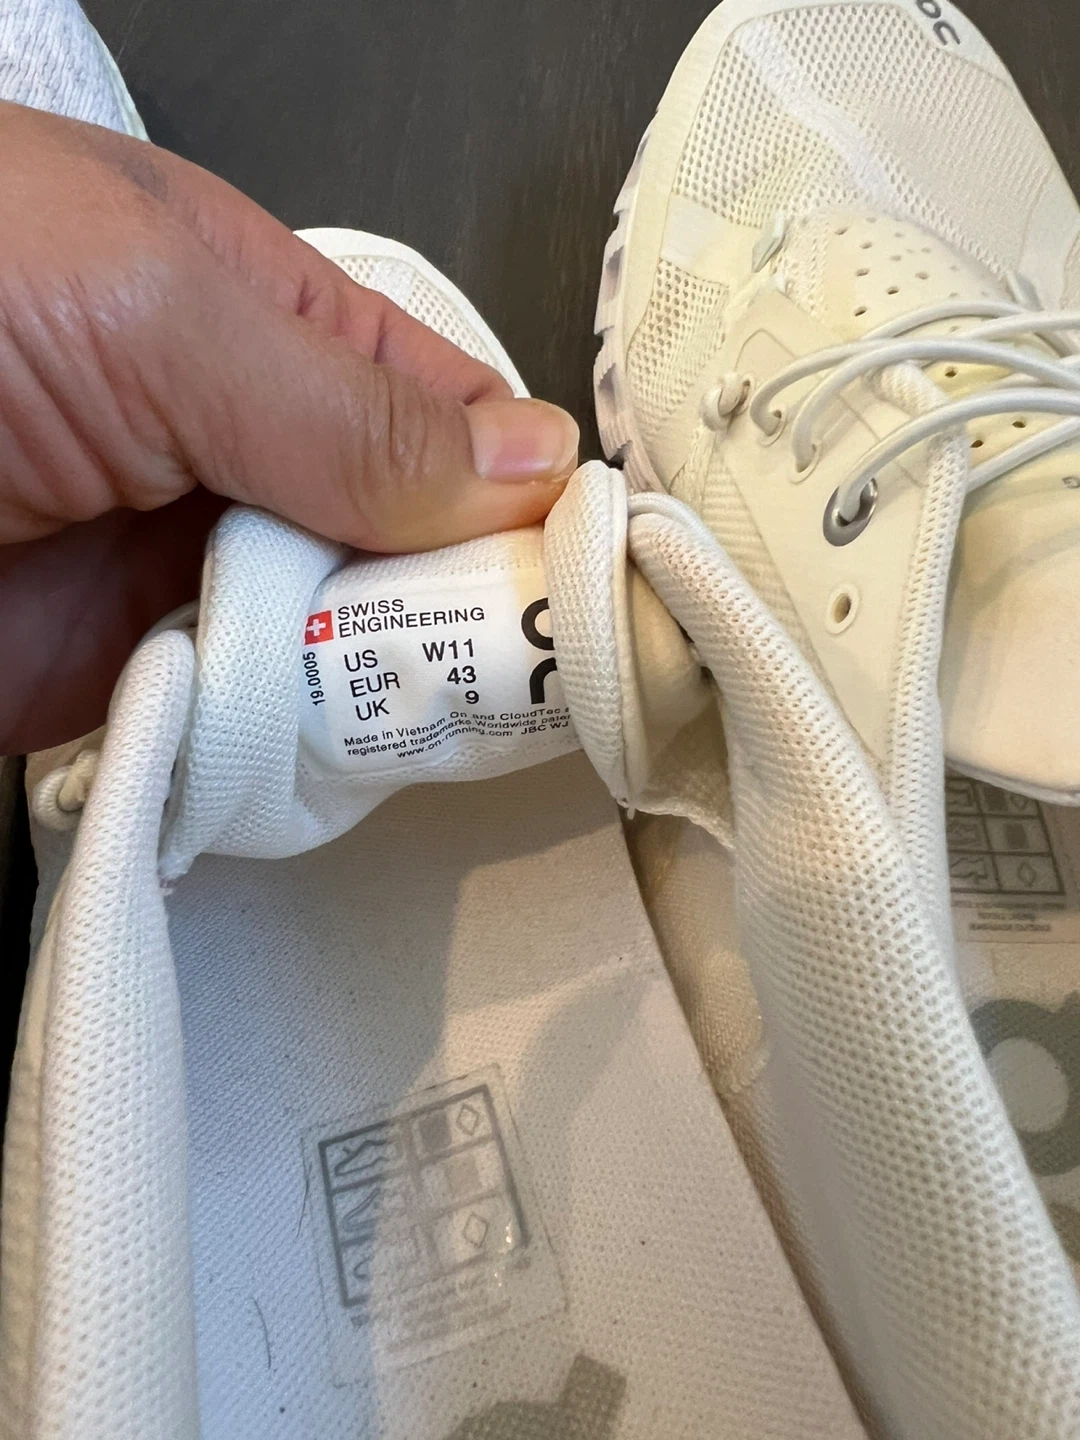 SWISS
ENGINEERING
19.0005
US W11
EUR 43
UK 9
Made in Vietnam On and CloudTec
registered trademarks Worldwide
www.on-running.com JBC WJ